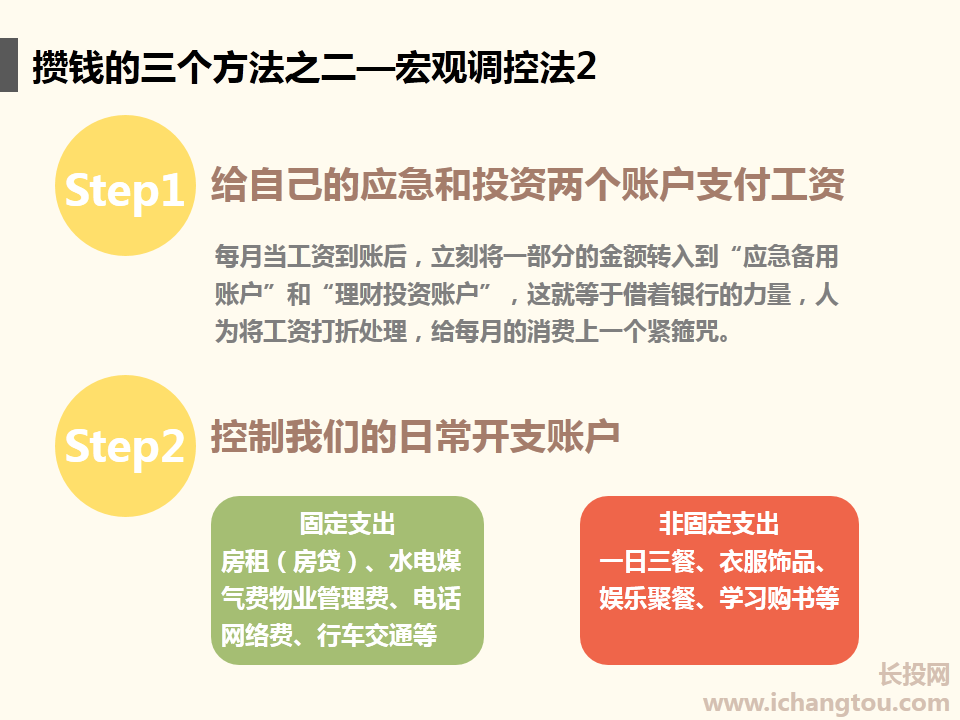 攒钱的三个方法之二—宏观调控法2
Step1
给自己的应急和投资两个账户支付工资
每月当工资到账后，立刻将一部分的金额转入到“应急备用
账户”和“理财投资账户”，这就等于借着银行的力量，人
为将工资打折处理，给每月的消费上一个紧箍咒。
Step2
控制我们的日常开支账户
固定支出
房租（房贷）、水电煤
气费物业管理费、电话
网络费、行车交通等
非固定支出
一日三餐、衣服饰品、
娱乐聚餐、学习购书等
长投网
www.ichangtou.com